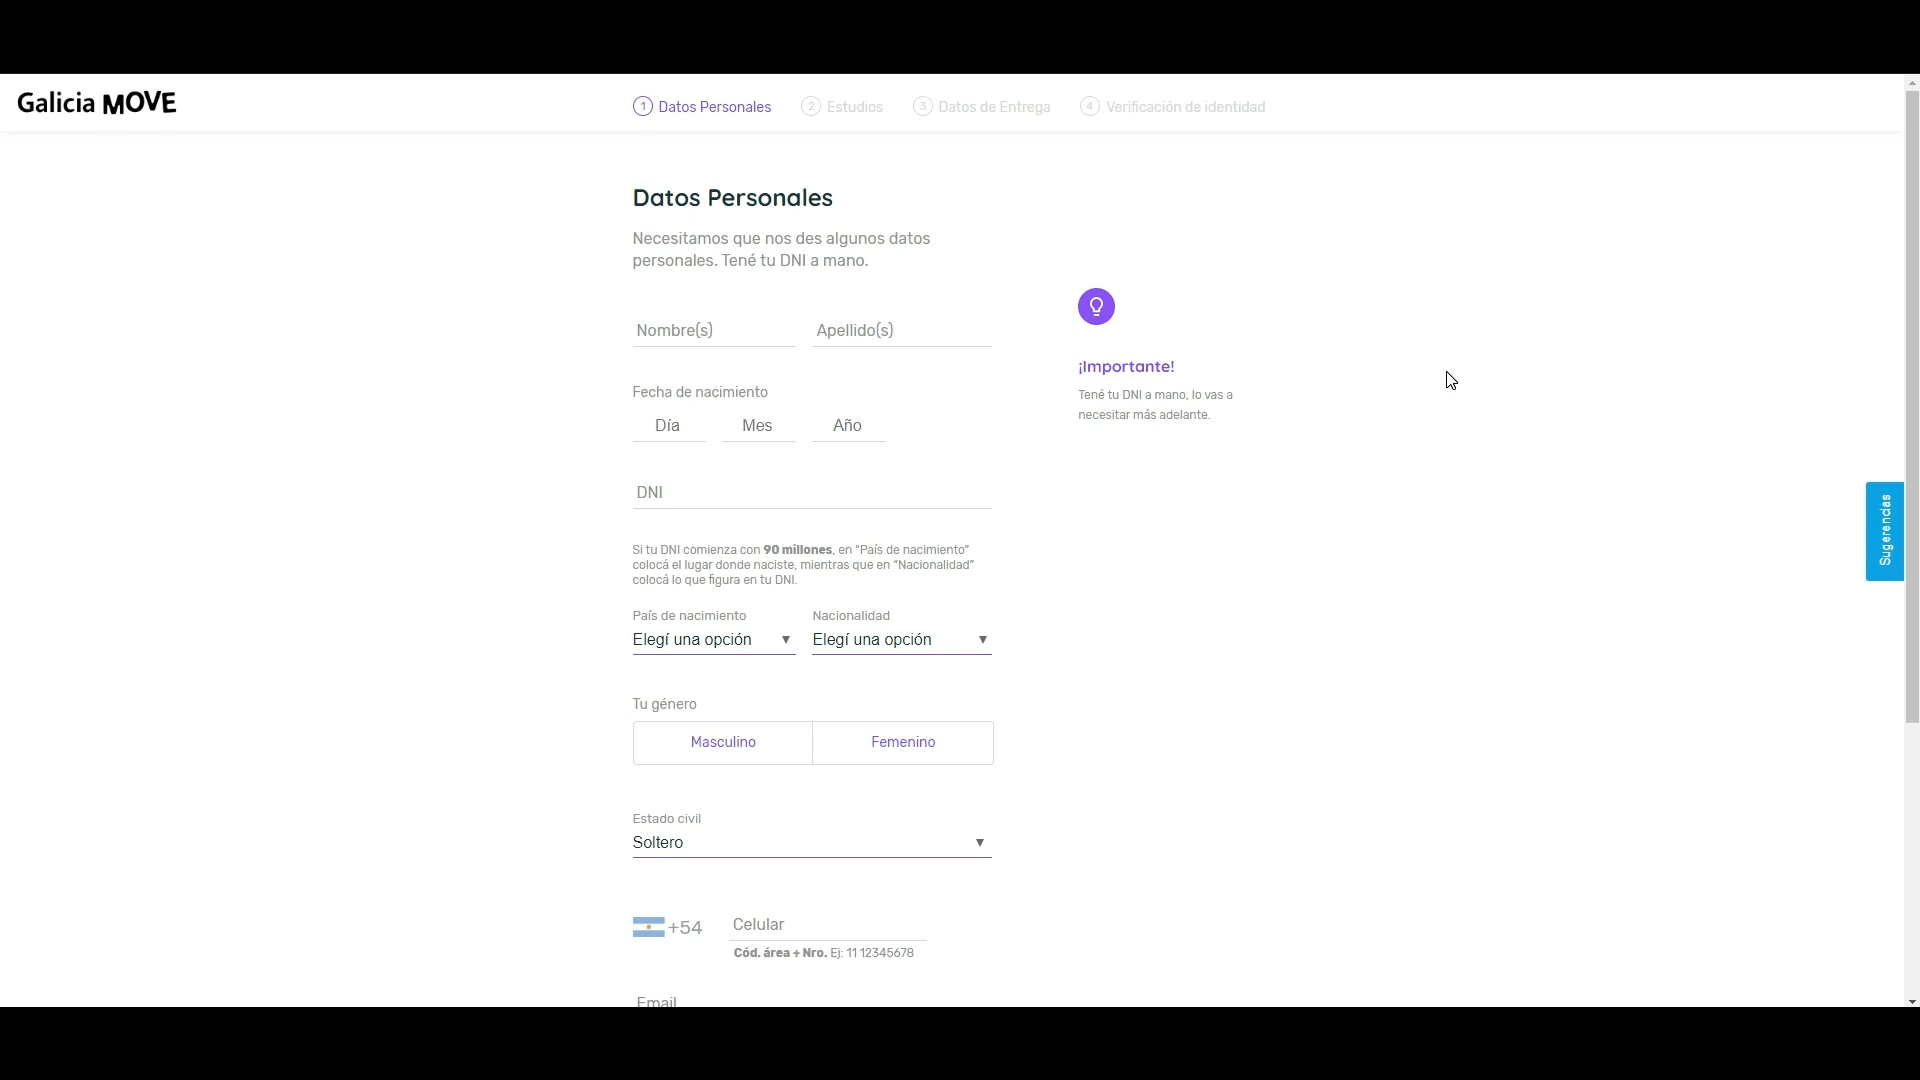 Galicia MOVE
1 Datos Personales 2 Estudios 3 Datos de Entrega 4 Verificación de identidad
Datos Personales
Necesitamos que nos des algunos datos
personales. Tené tu DNI a mano.
Nombre(s) Apellido(s)
¡Importante!
Tené tu DNI a mano, lo vas a
necesitar más adelante.
Fecha de nacimiento
Día Mes Año
DNI
Sugerencias
Si tu DNI comienza con 90 millones, en “País de nacimiento”
colocá el lugar donde naciste, mientras que en “Nacionalidad”
colocá lo que figura en tu DNI.
País de nacimiento Nacionalidad
Elegí una opción ▼ Elegí una opción ▼
Tu género
Masculino Femenino
Estado civil
Soltero ▼
+54 Celular
Cód. área + Nro. Ej: 11 12345678
Email